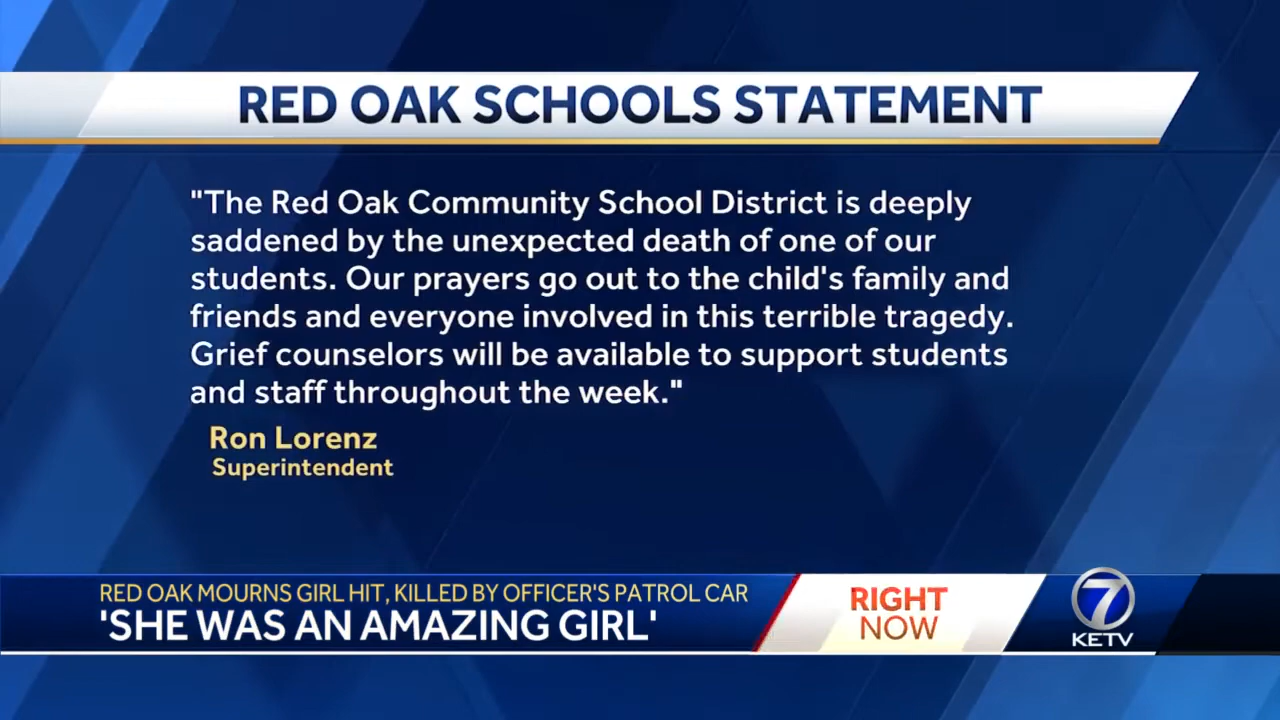 RED OAK SCHOOLS STATEMENT
"The Red Oak Community School District is deeply
saddened by the unexpected death of one of our
students. Our prayers go out to the child's family and
friends and everyone involved in this terrible tragedy.
Grief counselors will be available to support students
and staff throughout the week."
Ron Lorenz
Superintendent
RED OAK MOURNS GIRL HIT, KILLED BY OFFICER'S PATROL CAR
'SHE WAS AN AMAZING GIRL'
RIGHT
NOW
7
KETV